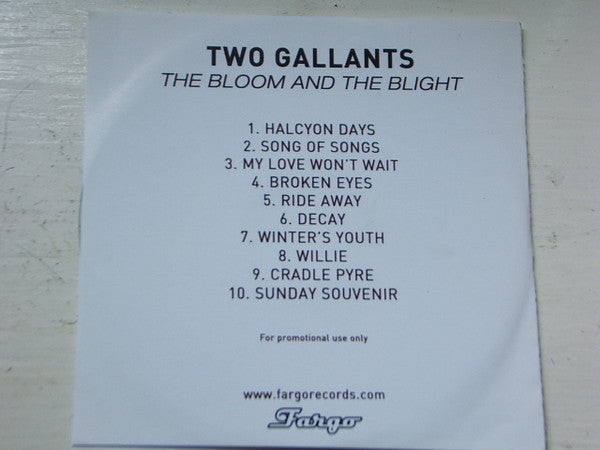 TWO GALLANTS
THE BLOOM AND THE BLIGHT
1. HALCYON DAYS
2. SONG OF SONGS
3. MY LOVE WON'T WAIT
4. BROKEN EYES
5. RIDE AWAY
6. DECAY
7. WINTER'S YOUTH
8. WILLIE
9. CRADLE PYRE
10. SUNDAY SOUVENIR
For promotional use only
www.fargorecords.com
Fargo